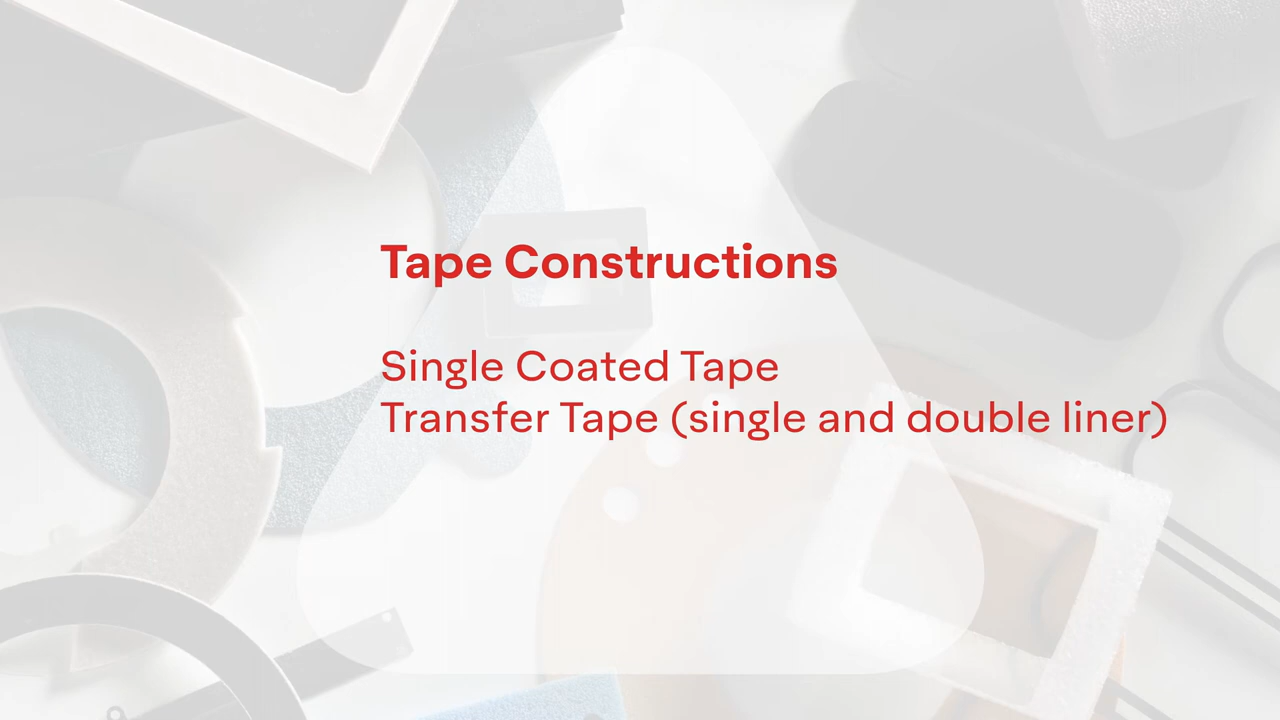 Tape Constructions
Single Coated Tape
Transfer Tape (single and double liner)